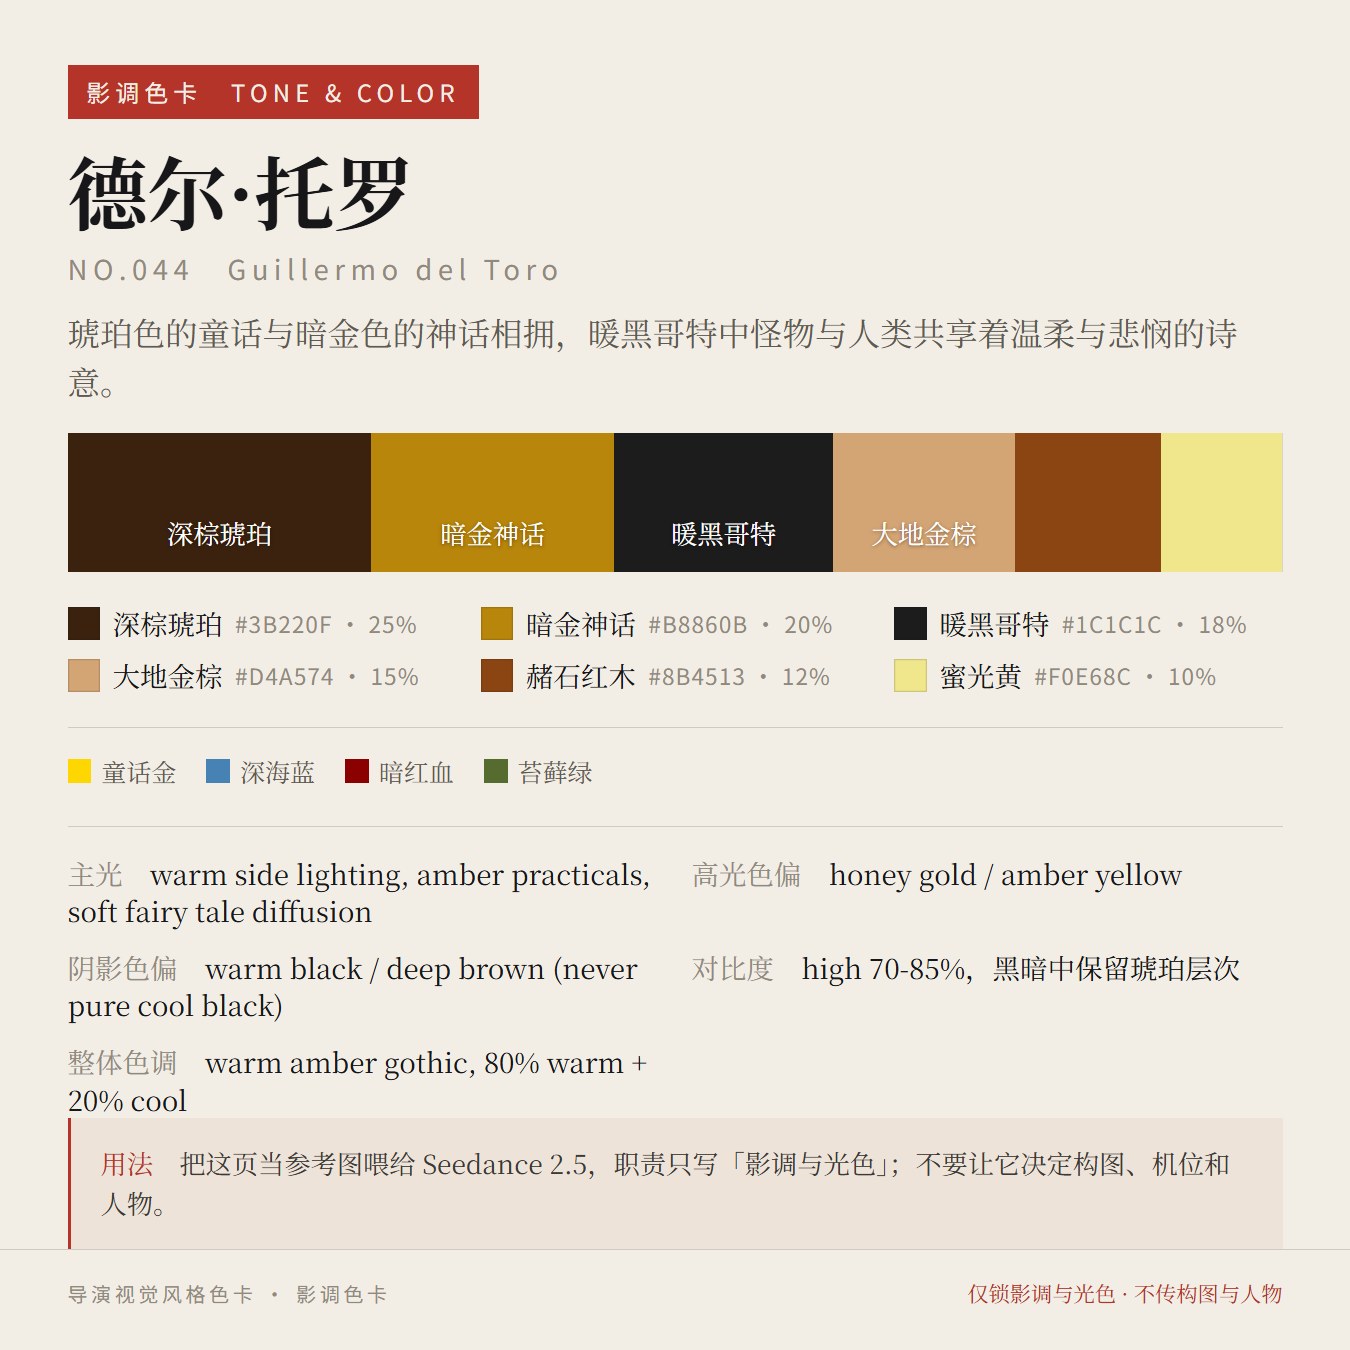 影调色卡 TONE & COLOR
德尔·托罗
NO.044 Guillermo del Toro
琥珀色的童话与暗金色的神话相拥，暖黑哥特中怪物与人类共享着温柔与悲悯的诗
意。
深棕琥珀 暗金神话 暖黑哥特 大地金棕
深棕琥珀 #3B220F · 25% 暗金神话 #B8860B · 20% 暖黑哥特 #1C1C1C · 18%
大地金棕 #D4A574 · 15% 赭石红木 #8B4513 · 12% 蜜光黄 #F0E68C · 10%
童话金 深海蓝 暗红血 苔藓绿
主光 warm side lighting, amber practicals,
soft fairy tale diffusion
高光色偏 honey gold / amber yellow
阴影色偏 warm black / deep brown (never
pure cool black)
对比度 high 70-85%，黑暗中保留琥珀层次
整体色调 warm amber gothic, 80% warm +
20% cool
用法 把这页当参考图喂给 Seedance 2.5，职责只写「影调与光色」；不要让它决定构图、机位和
人物。
导演视觉风格色卡 · 影调色卡
仅锁影调与光色 · 不传构图与人物